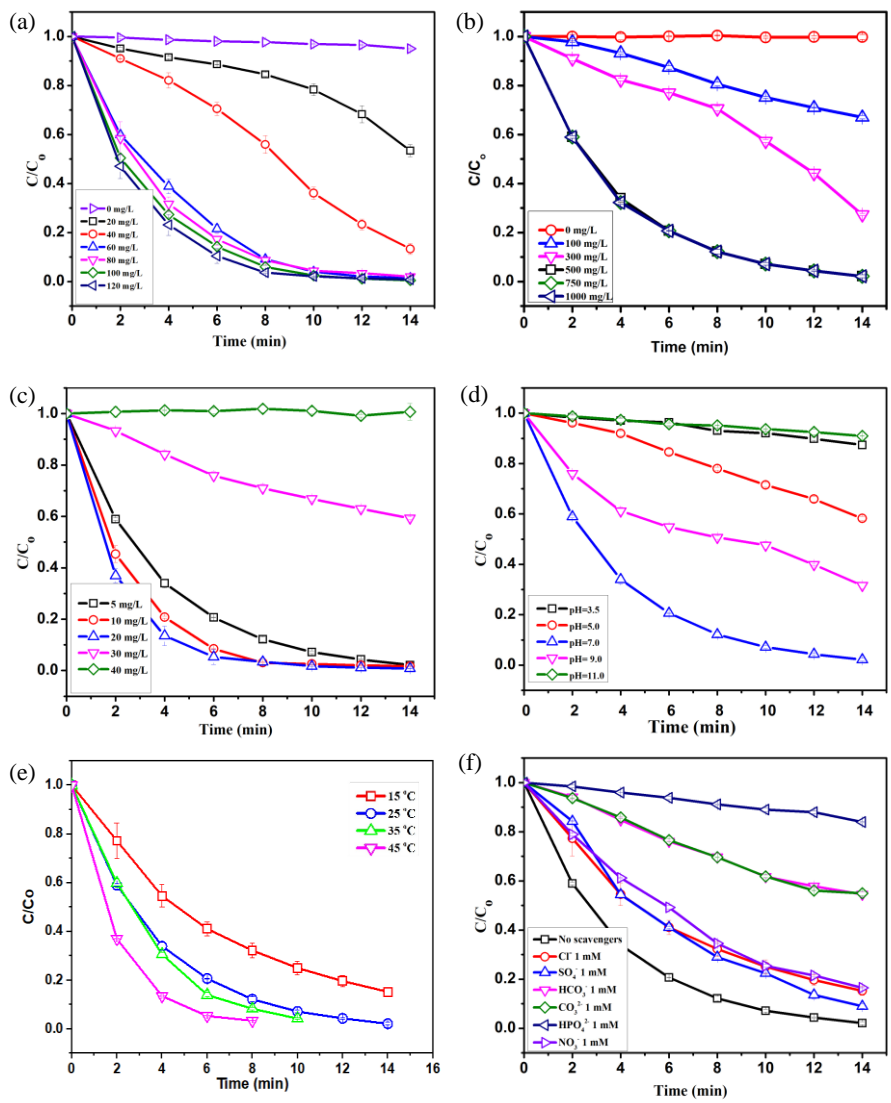 (a)
C/Co
1.0
0.8
0.6
0.4
0.2
0.0
0 mg/L
20 mg/L
40 mg/L
60 mg/L
80 mg/L
100 mg/L
120 mg/L
0 2 4 6 8 10 12 14
Time (min)
(b)
C/Co
1.0
0.8
0.6
0.4
0.2
0.0
0 mg/L
100 mg/L
300 mg/L
500 mg/L
750 mg/L
1000 mg/L
0 2 4 6 8 10 12 14
Time (min)
(c)
C/Co
1.0
0.8
0.6
0.4
0.2
0.0
5 mg/L
10 mg/L
20 mg/L
30 mg/L
40 mg/L
0 2 4 6 8 10 12 14
Time (min)
(d)
C/Co
1.0
0.8
0.6
0.4
0.2
0.0
pH=3.5
pH=5.0
pH=7.0
pH= 9.0
pH=11.0
0 2 4 6 8 10 12 14
Time (min)
(e)
C/Co
1.0
0.8
0.6
0.4
0.2
0.0
15 °C
25 °C
35 °C
45 °C
0 2 4 6 8 10 12 14 16
Time (min)
(f)
C/Co
1.0
0.8
0.6
0.4
0.2
0.0
No scavengers
Cl⁻ 1 mM
SO₄⁻ 1 mM
HCO₃⁻ 1 mM
CO₃²⁻ 1 mM
HPO₄²⁻ 1 mM
NO₃⁻ 1 mM
0 2 4 6 8 10 12 14
Time (min)